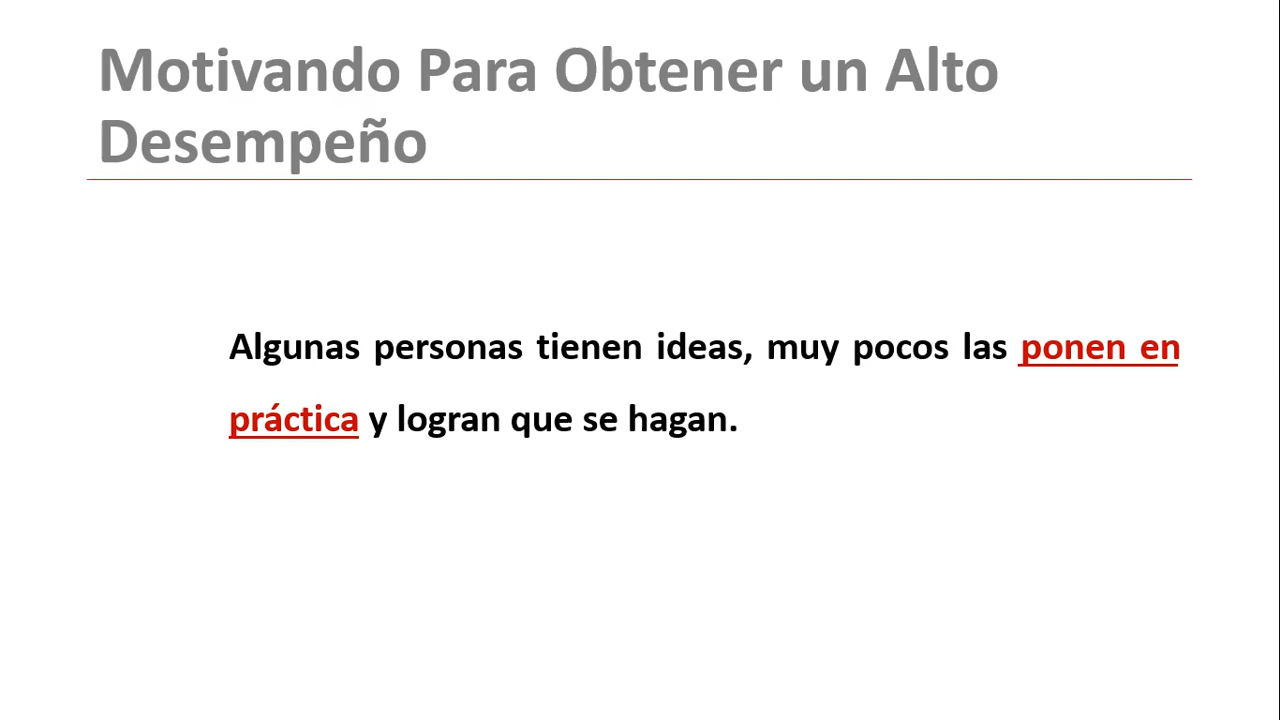 Motivando Para Obtener un Alto
Desempeño
Algunas personas tienen ideas, muy pocos las ponen en
práctica y logran que se hagan.